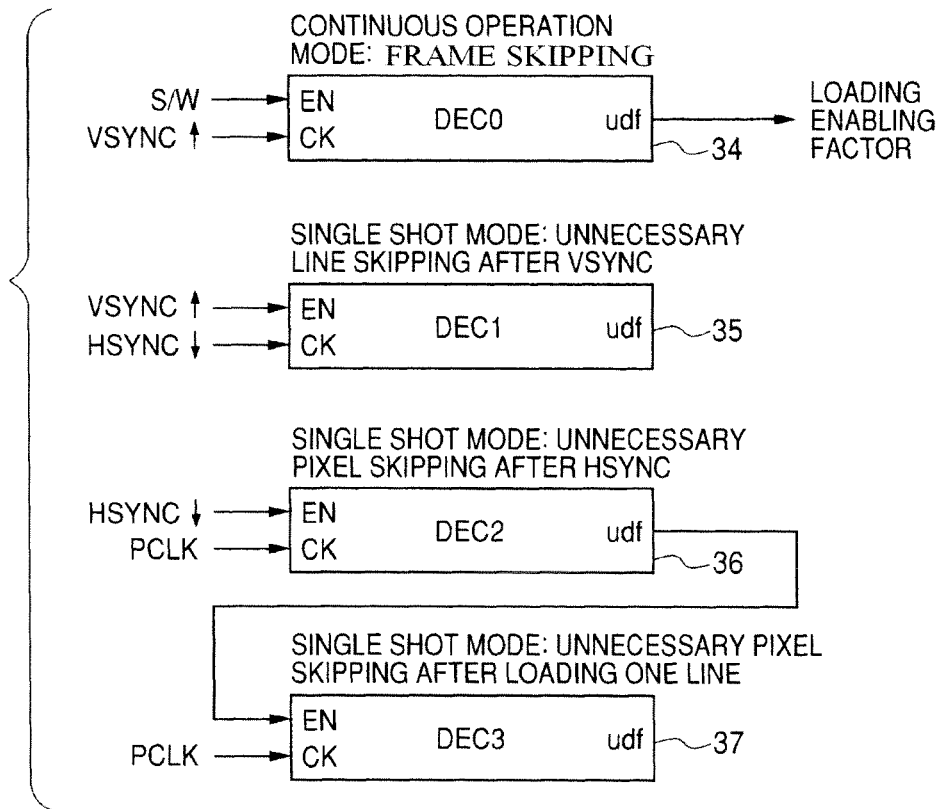 CONTINUOUS OPERATION
MODE: FRAME SKIPPING
S/W
EN
DEC0
udf
LOADING
ENABLING
FACTOR
VSYNC ↑
CK
34
SINGLE SHOT MODE: UNNECESSARY
LINE SKIPPING AFTER VSYNC
VSYNC ↑
EN
DEC1
udf
35
HSYNC ↓
CK
SINGLE SHOT MODE: UNNECESSARY
PIXEL SKIPPING AFTER HSYNC
HSYNC ↓
EN
DEC2
udf
PCLK
CK
36
SINGLE SHOT MODE: UNNECESSARY PIXEL
SKIPPING AFTER LOADING ONE LINE
EN
DEC3
udf
37
PCLK
CK